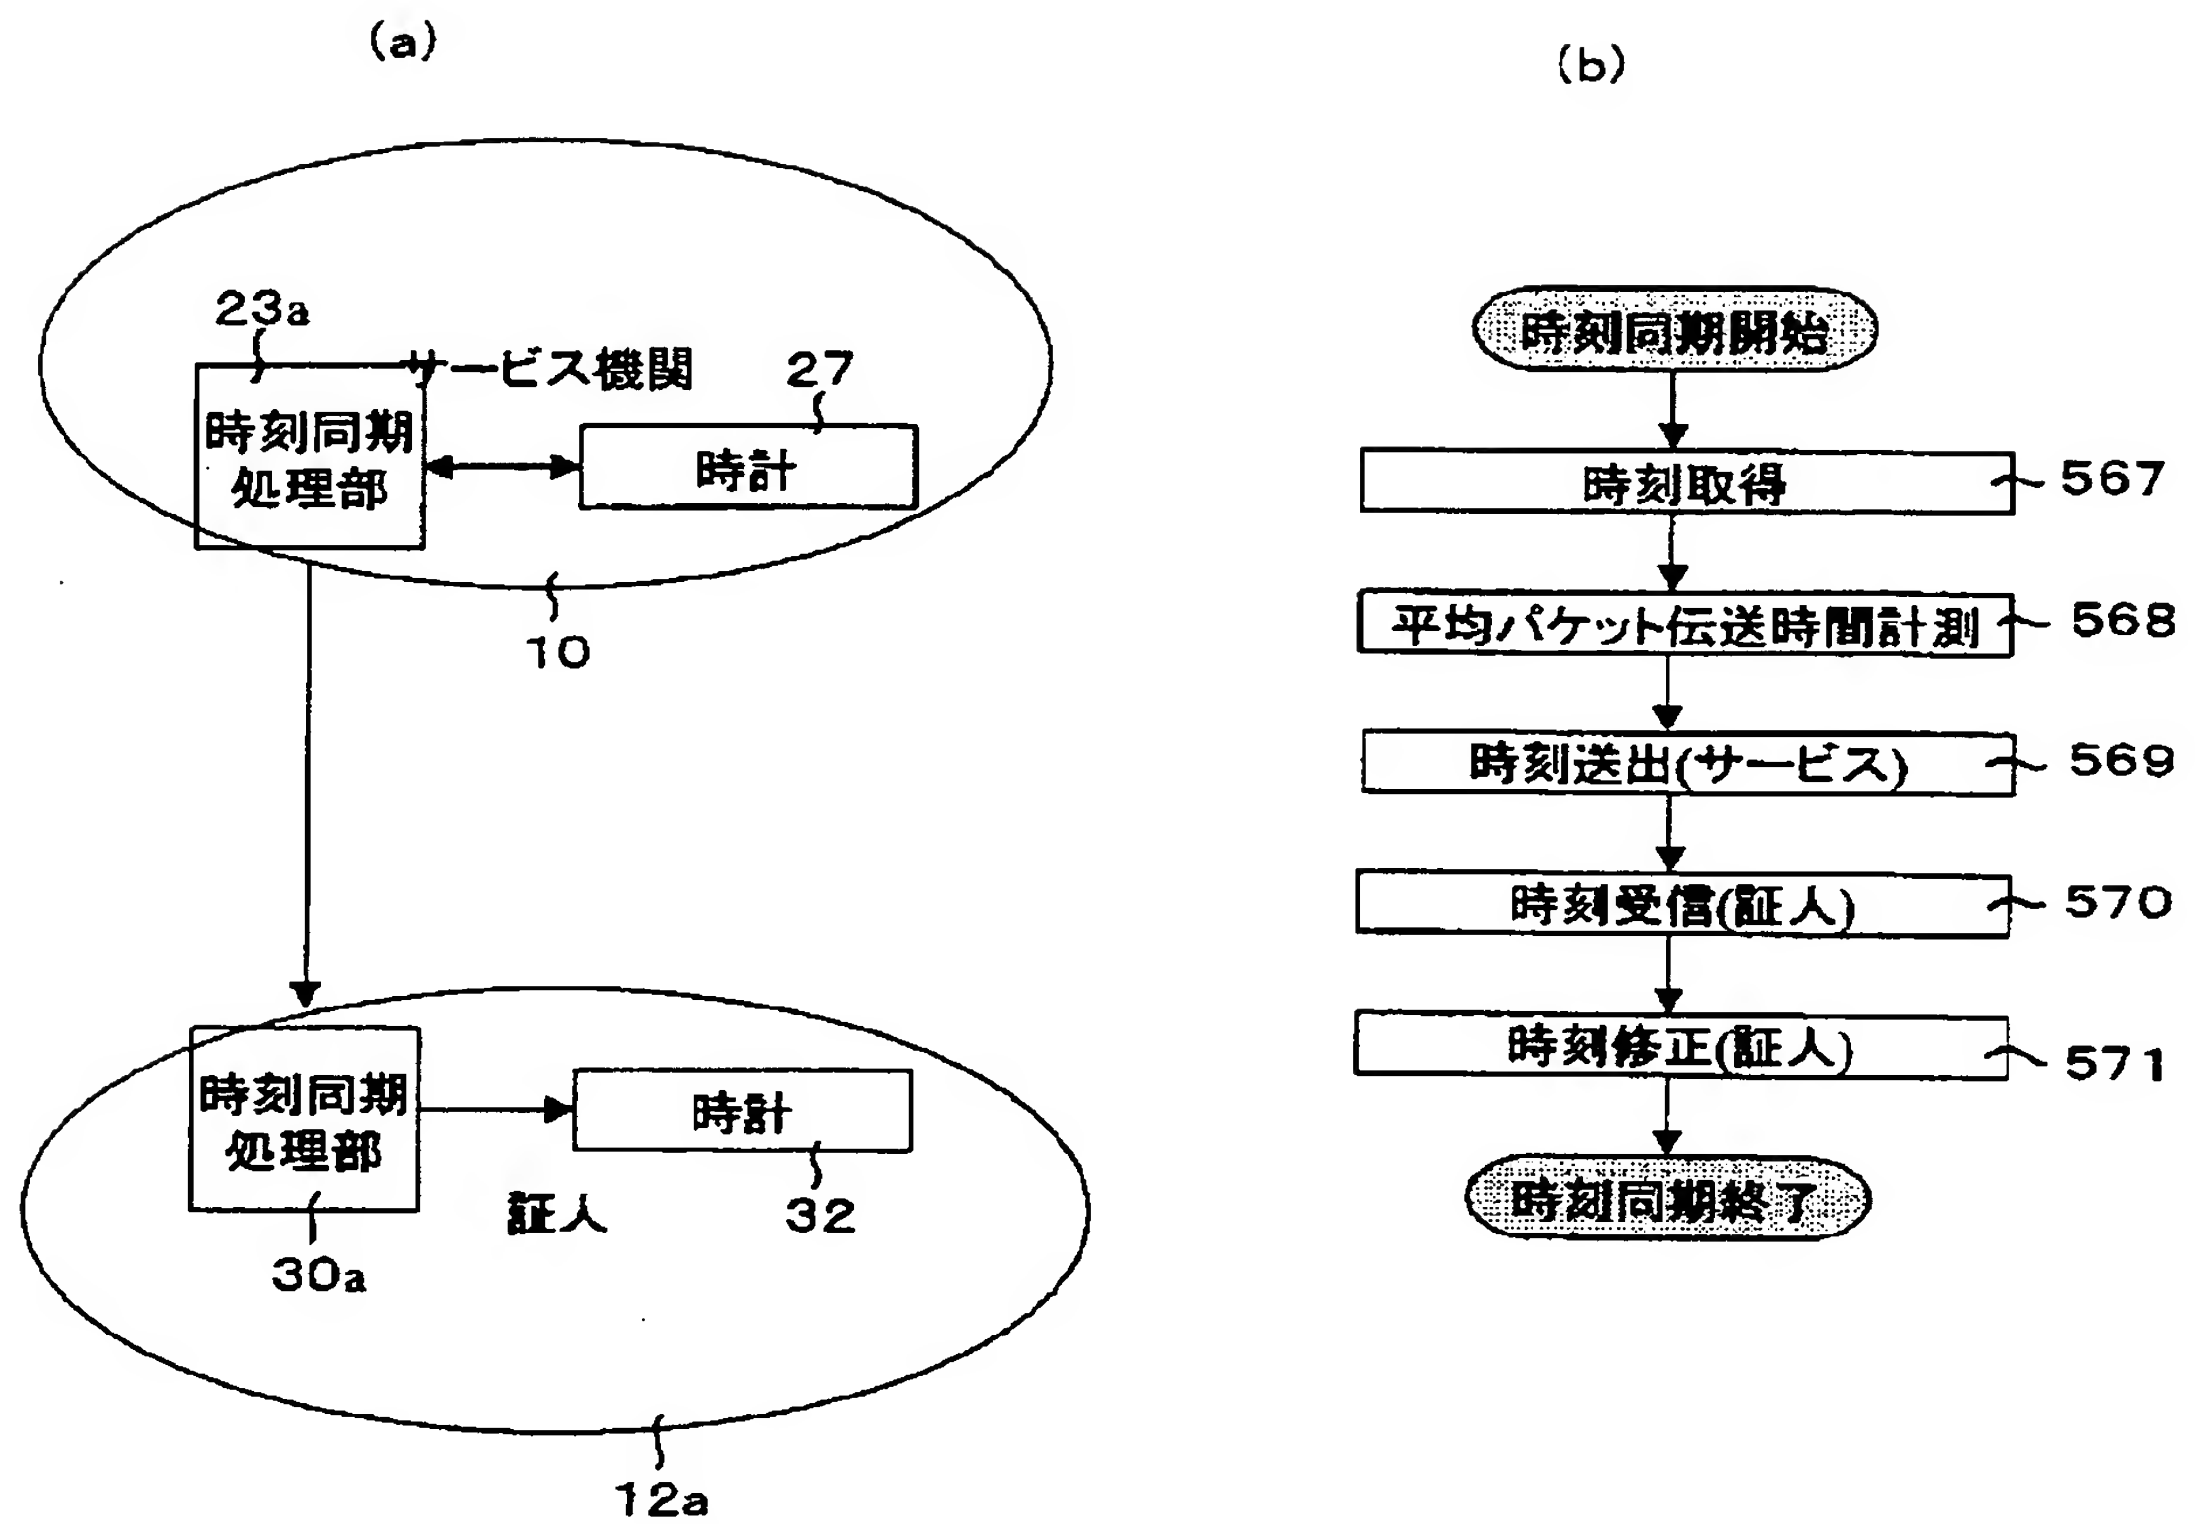 (a)
23a
サービス機関
27
時刻同期
処理部
時計
10
時刻同期
処理部
時計
証人
32
30a
12a
(b)
時刻同期開始
時刻取得
567
平均パケット伝送時間計測
568
時刻送出(サービス)
569
時刻受信(証人)
570
時刻修正(証人)
571
時刻同期終了